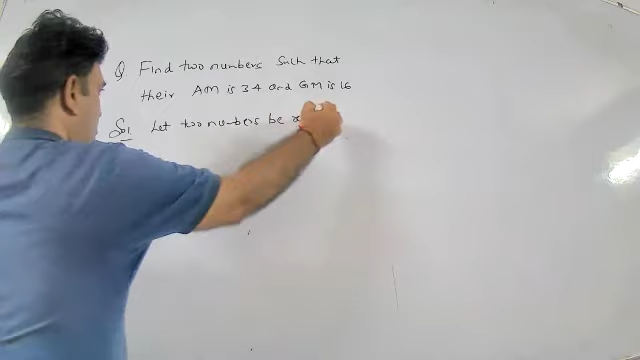 Q. Find two numbers such that
their AM is 34 and GM is 16
Sol. Let two numbers be x